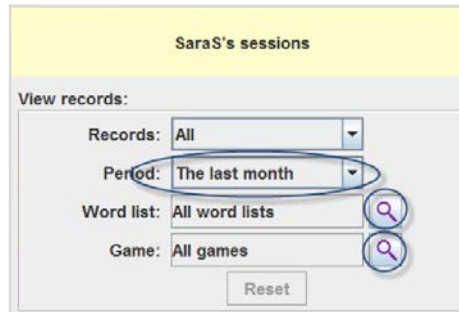 SaraS's sessions
View records:
Records: All
Period: The last month
Word list: All word lists
Game: All games
Reset